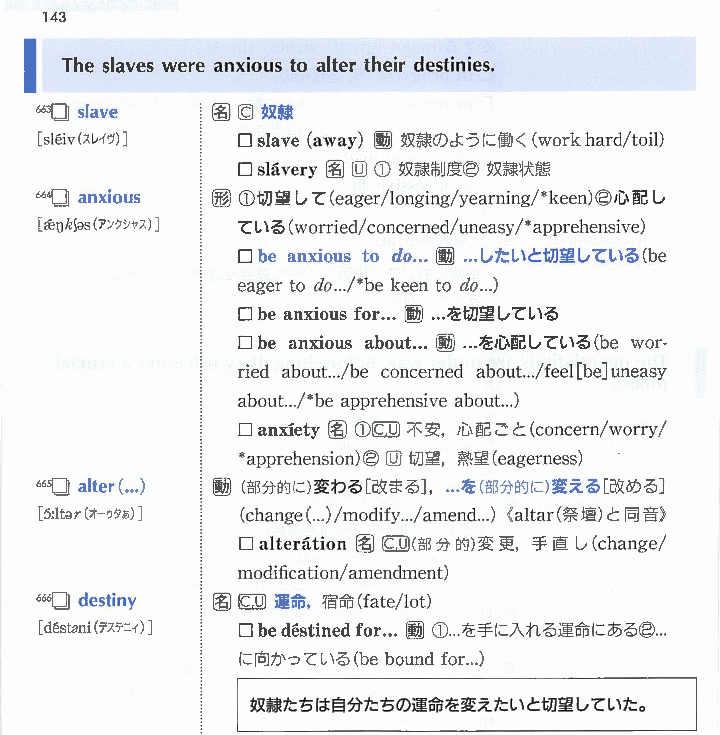 143
The slaves were anxious to alter their destinies.
663 □ slave 名 C 奴隷
[sléiv(スレイヴ)] □ slave (away) 動 奴隷のように働く(work hard/toil)
□ slávery 名 U ① 奴隷制度② 奴隷状態
664 □ anxious 形 ①切望して(eager/longing/yearning/*keen)②心配し
[ǽŋkʃəs(アンクシャス)] ている(worried/concerned/uneasy/*apprehensive)
□ be anxious to do... 動 ...したいと切望している(be
eager to do.../*be keen to do...)
□ be anxious for... 動 ...を切望している
□ be anxious about... 動 ...を心配している(be wor-
ried about.../be concerned about.../feel[be]uneasy
about.../*be apprehensive about...)
□ anxíety 名 ①C,U 不安, 心配ごと(concern/worry/
*apprehension)② U 切望, 熱望(eagerness)
665 □ alter(...) 動 (部分的に)変わる[改まる], ...を(部分的に)変える[改める]
[ɔ́ːltər(オーゥタぁ)] (change(...)/modify.../amend...)《altar(祭壇)と同音》
□ alterátion 名 C,U(部分的)変更, 手直し(change/
modification/amendment)
666 □ destiny 名 C,U 運命, 宿命(fate/lot)
[déstəni(デステニィ)] □ be déstined for... 動 ①...を手に入れる運命にある②...
に向かっている(be bound for...)
奴隷たちは自分たちの運命を変えたいと切望していた。